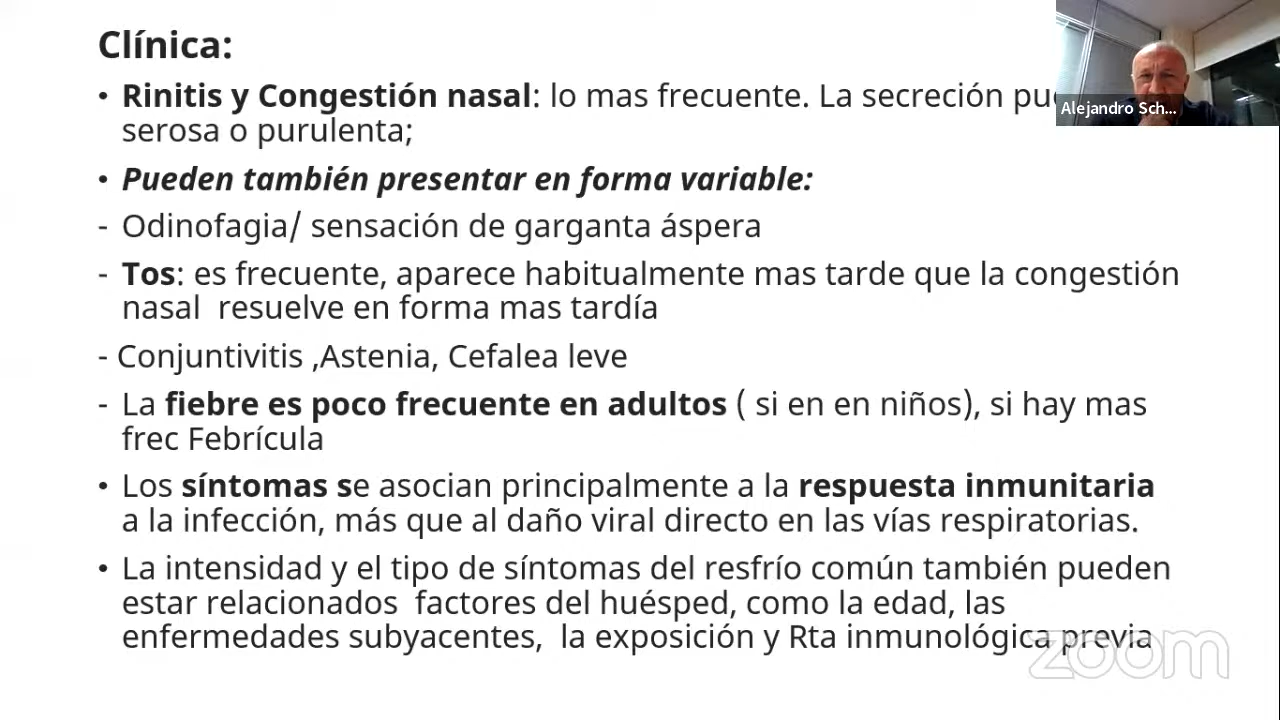 Clínica:
• Rinitis y Congestión nasal: lo mas frecuente. La secreción
serosa o purulenta;
• Pueden también presentar en forma variable:
- Odinofagia/ sensación de garganta áspera
- Tos: es frecuente, aparece habitualmente mas tarde que la congestión
nasal resuelve en forma mas tardía
- Conjuntivitis ,Astenia, Cefalea leve
- La fiebre es poco frecuente en adultos ( si en en niños), si hay mas
frec Febrícula
• Los síntomas se asocian principalmente a la respuesta inmunitaria
a la infección, más que al daño viral directo en las vías respiratorias.
• La intensidad y el tipo de síntomas del resfrío común también pueden
estar relacionados factores del huésped, como la edad, las
enfermedades subyacentes, la exposición y Rta inmunológica previa
Alejandro Sch...
zoom